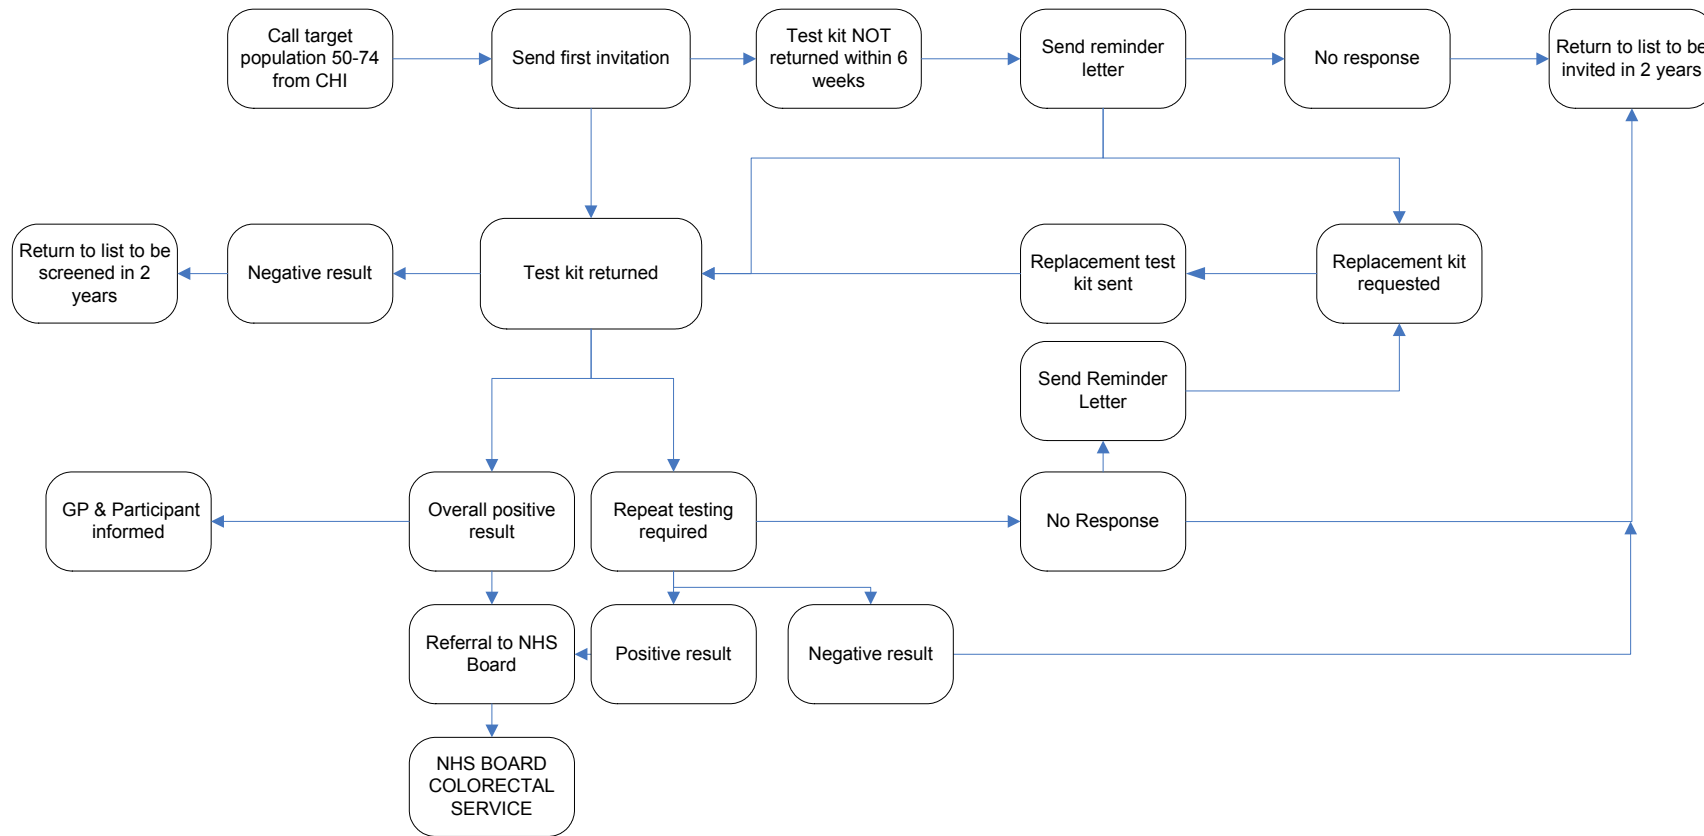 Call target
population 50-74
from CHI
Send first invitation
Test kit NOT
returned within 6
weeks
Send reminder
letter
No response
Return to list to be
invited in 2 years
Return to list to be
screened in 2
years
Negative result
Test kit returned
Replacement test
kit sent
Replacement kit
requested
Send Reminder
Letter
GP & Participant
informed
Overall positive
result
Repeat testing
required
No Response
Referral to NHS
Board
Positive result
Negative result
NHS BOARD
COLORECTAL
SERVICE